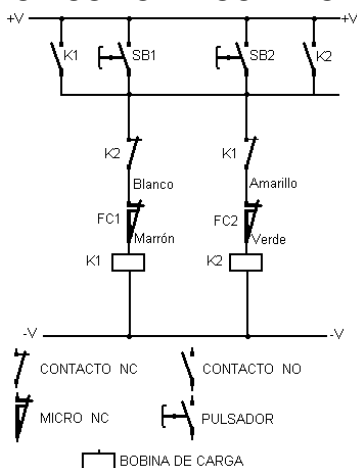 +V +V
K1 SB1 SB2 K2
K2 K1
Blanco Amarillo
FC1 FC2
Marrón Verde
K1 K2
-V -V
CONTACTO NC CONTACTO NO
MICRO NC PULSADOR
BOBINA DE CARGA